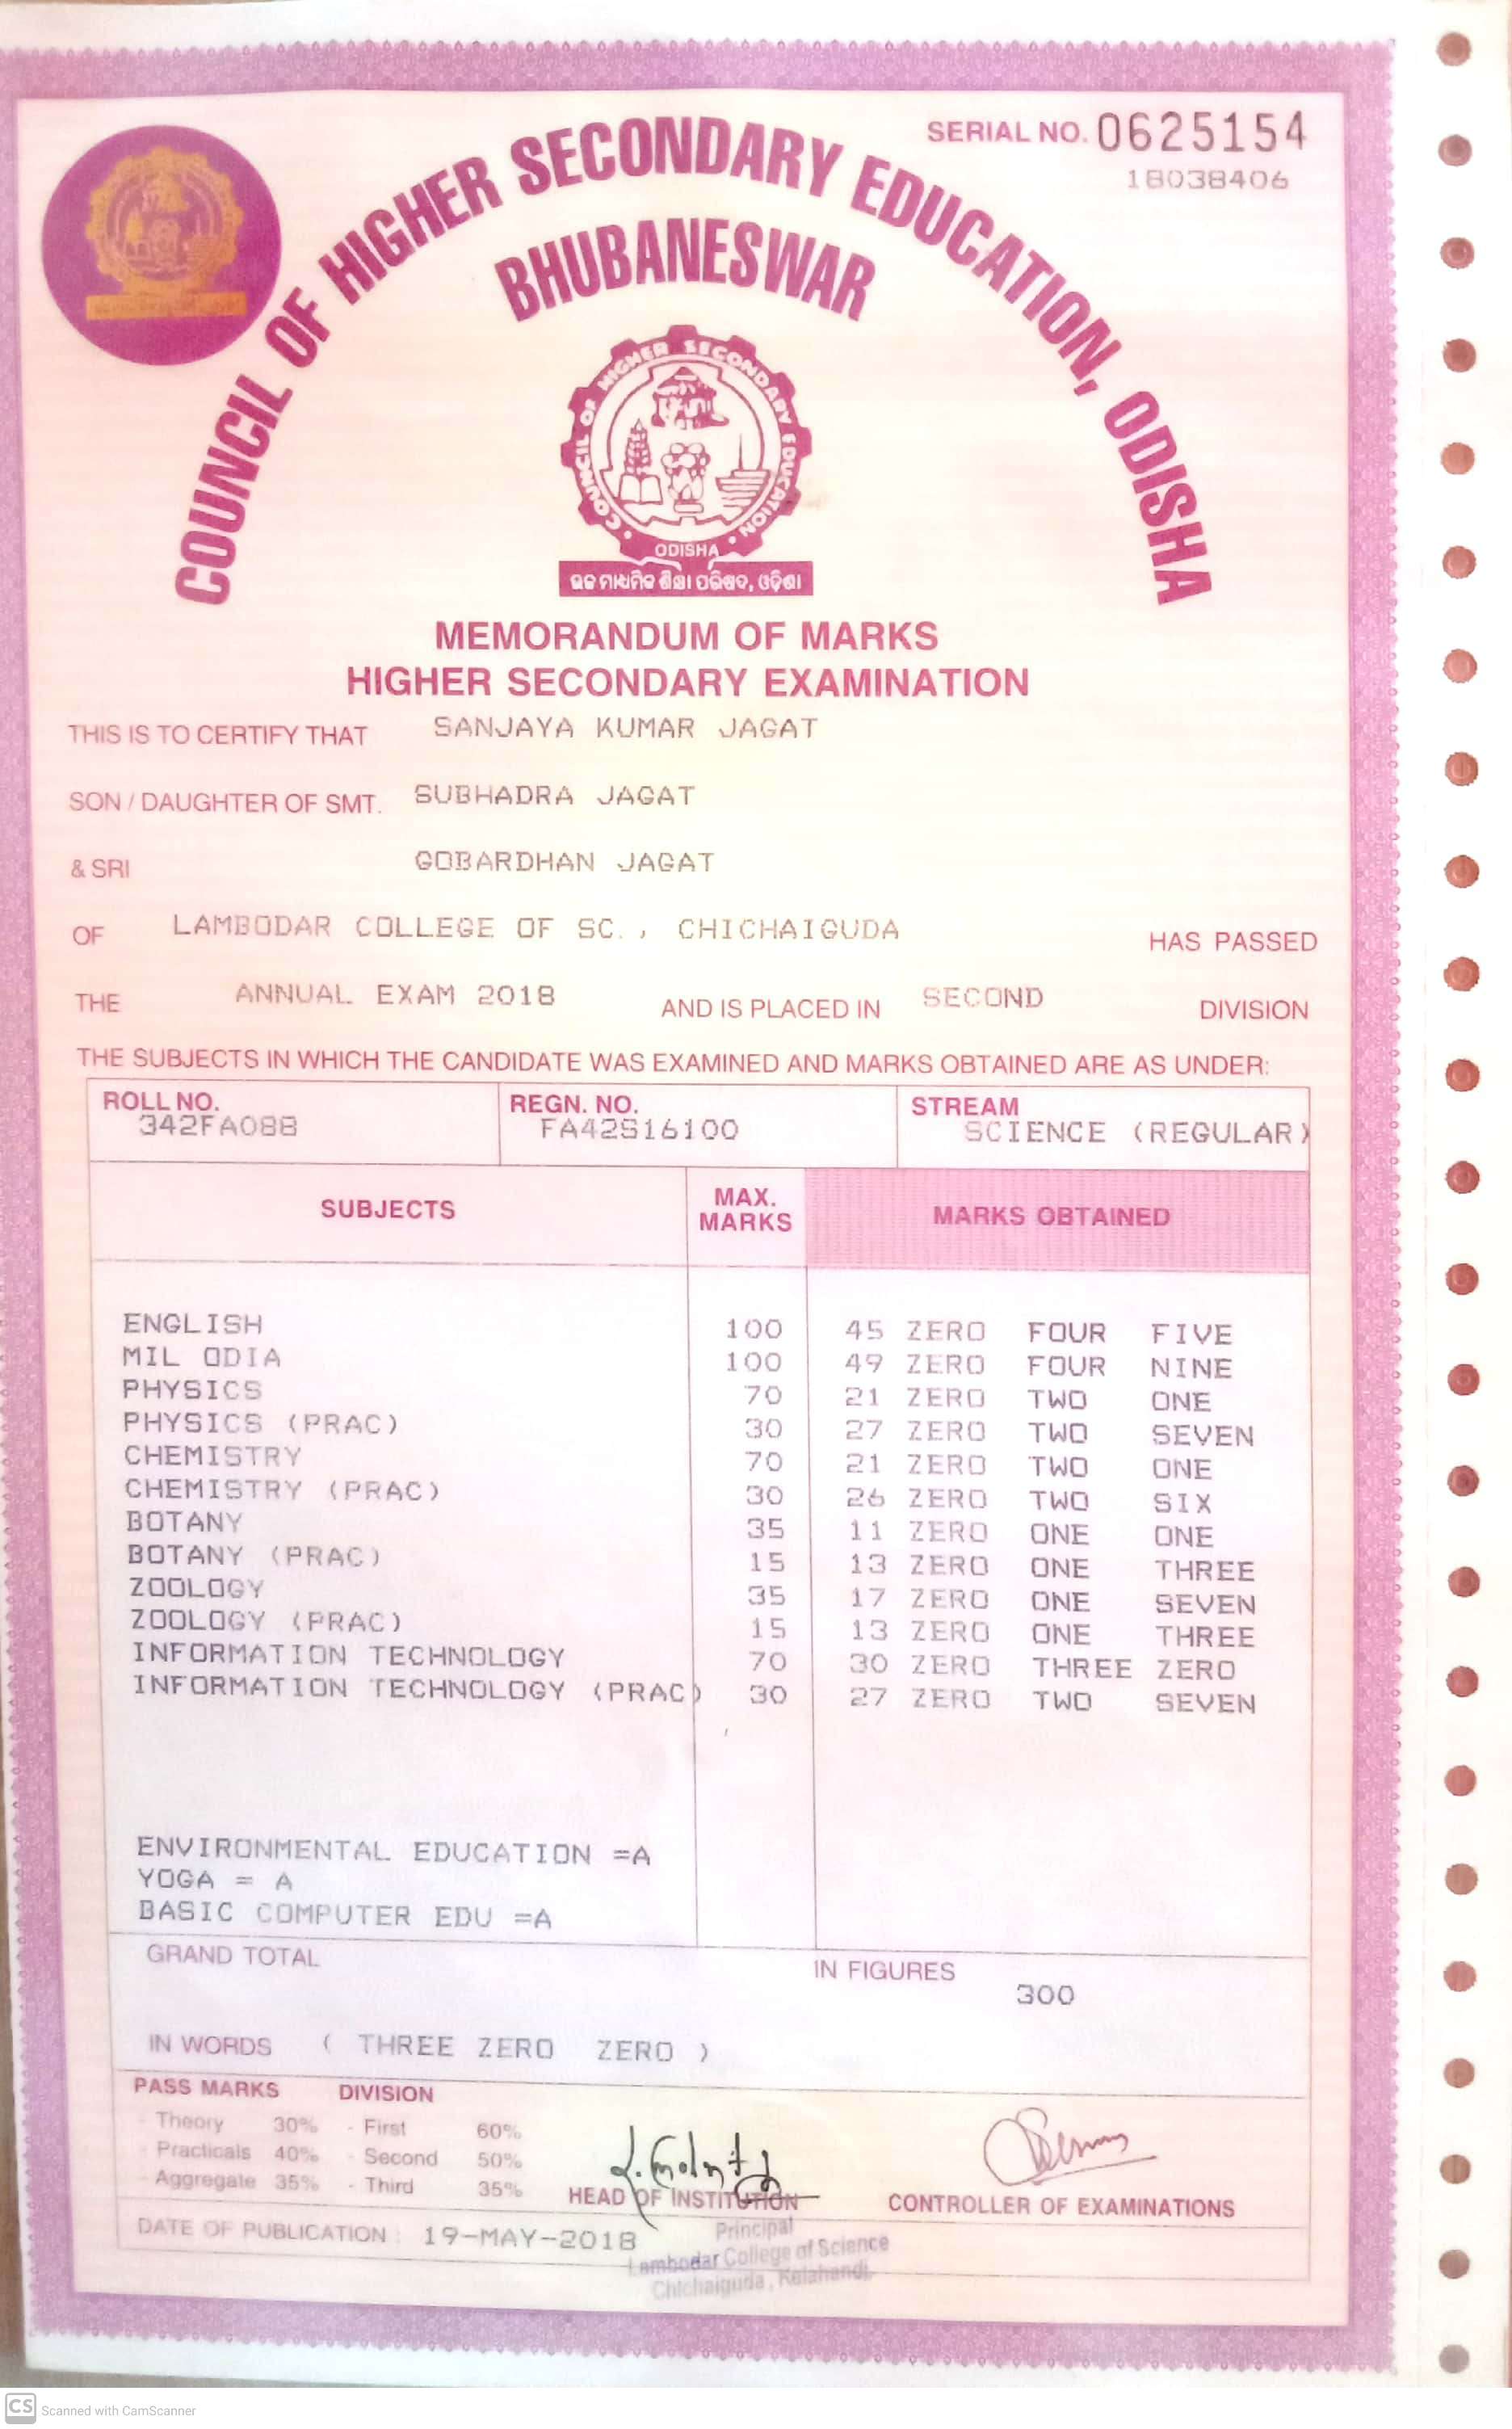 SERIAL NO. 0625154
18038406
COUNCIL OF HIGHER SECONDARY EDUCATION, ODISHA
BHUBANESWAR
COUNCIL OF HIGHER SECONDARY EDUCATION
ODISHA
ଉଚ୍ଚ ମାଧ୍ୟମିକ ଶିକ୍ଷା ପରିଷଦ, ଓଡ଼ିଶା
MEMORANDUM OF MARKS
HIGHER SECONDARY EXAMINATION
THIS IS TO CERTIFY THAT SANJAYA KUMAR JAGAT
SON / DAUGHTER OF SMT. SUBHADRA JAGAT
& SRI GOBARDHAN JAGAT
OF LAMBODAR COLLEGE OF SC., CHICHAIGUDA HAS PASSED
THE ANNUAL EXAM 2018 AND IS PLACED IN SECOND DIVISION
THE SUBJECTS IN WHICH THE CANDIDATE WAS EXAMINED AND MARKS OBTAINED ARE AS UNDER:
ROLL NO. REGN. NO. STREAM
342FA088 FA42S16100 SCIENCE (REGULAR)
SUBJECTS MAX. MARKS MARKS OBTAINED
ENGLISH 100 45 ZERO FOUR FIVE
MIL ODIA 100 49 ZERO FOUR NINE
PHYSICS 70 21 ZERO TWO ONE
PHYSICS (PRAC) 30 27 ZERO TWO SEVEN
CHEMISTRY 70 21 ZERO TWO ONE
CHEMISTRY (PRAC) 30 26 ZERO TWO SIX
BOTANY 35 11 ZERO ONE ONE
BOTANY (PRAC) 15 13 ZERO ONE THREE
ZOOLOGY 35 17 ZERO ONE SEVEN
ZOOLOGY (PRAC) 15 13 ZERO ONE THREE
INFORMATION TECHNOLOGY 70 30 ZERO THREE ZERO
INFORMATION TECHNOLOGY (PRAC) 30 27 ZERO TWO SEVEN
ENVIRONMENTAL EDUCATION =A
YOGA = A
BASIC COMPUTER EDU =A
GRAND TOTAL IN FIGURES 300
IN WORDS ( THREE ZERO ZERO )
PASS MARKS DIVISION
- Theory 30% - First 60%
- Practicals 40% - Second 50%
- Aggregate 35% - Third 35%
HEAD OF INSTITUTION CONTROLLER OF EXAMINATIONS
DATE OF PUBLICATION : 19-MAY-2018
Principal
Lambodar College of Science
Chichaiguda, Kalahandi
CS Scanned with CamScanner